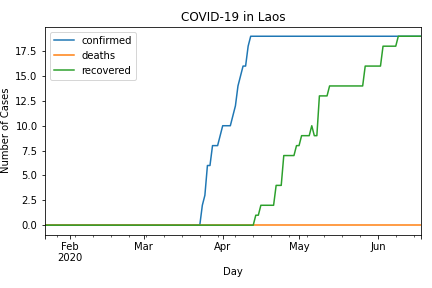 COVID-19 in Laos
confirmed
deaths
recovered
Number of Cases
17.5
15.0
12.5
10.0
7.5
5.0
2.5
0.0
Feb
2020
Mar
Apr
May
Jun
Day